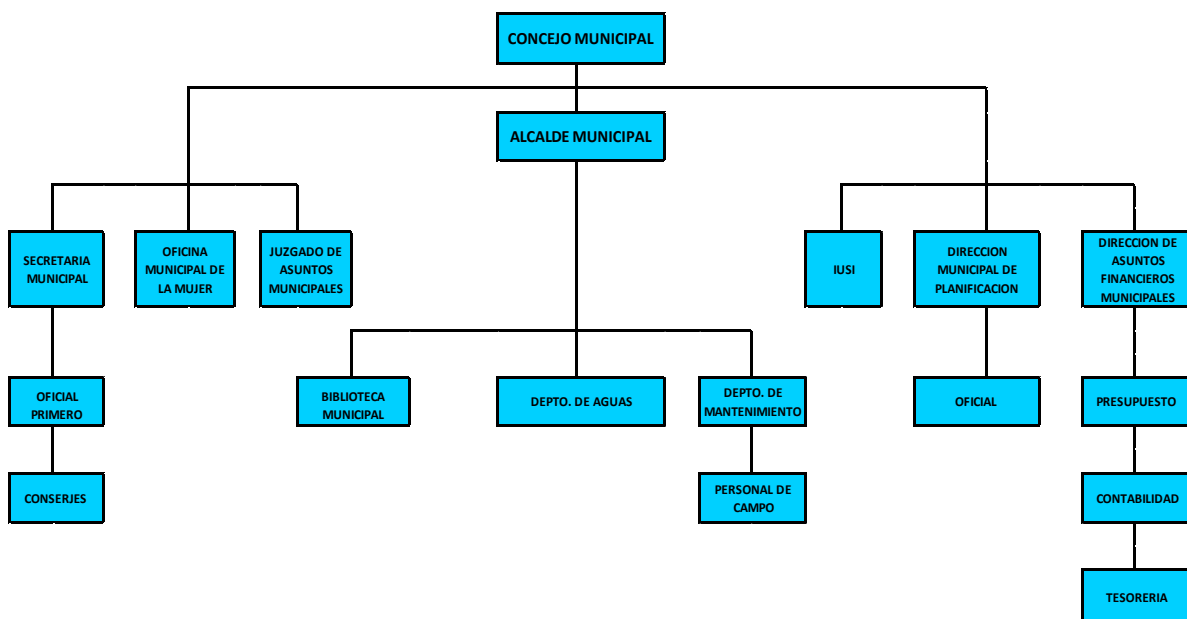 CONCEJO MUNICIPAL
ALCALDE MUNICIPAL
SECRETARIA
MUNICIPAL
OFICINA
MUNICIPAL DE
LA MUJER
JUZGADO DE
ASUNTOS
MUNICIPALES
IUSI
DIRECCION
MUNICIPAL DE
PLANIFICACION
DIRECCION DE
ASUNTOS
FINANCIEROS
MUNICIPALES
OFICIAL
PRIMERO
BIBLIOTECA
MUNICIPAL
DEPTO. DE AGUAS
DEPTO. DE
MANTENIMIENTO
OFICIAL
PRESUPUESTO
CONSERJES
PERSONAL DE
CAMPO
CONTABILIDAD
TESORERIA